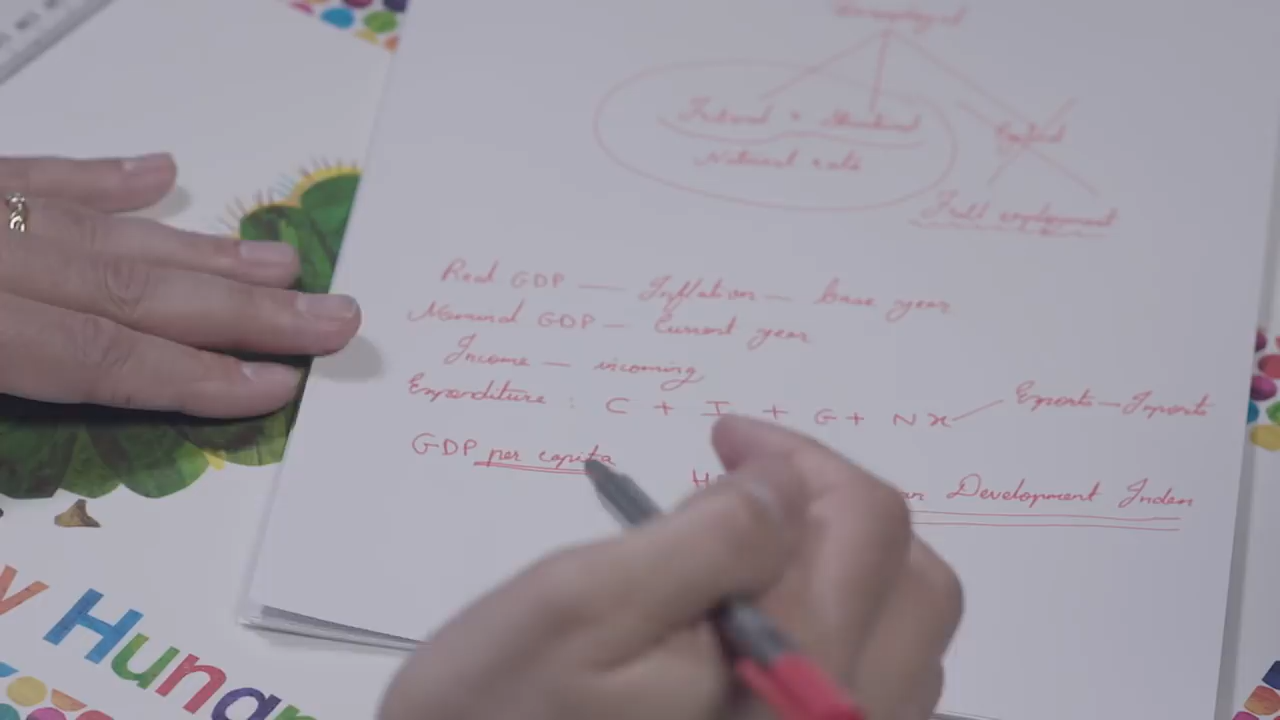 Natural rate
Full employment
Real GDP — Inflation — base year
Nominal GDP — Current year
Income — incoming
Expenditure : C + I + G + Nx Exports — Imports
GDP per capita
Development Index
y Hungr